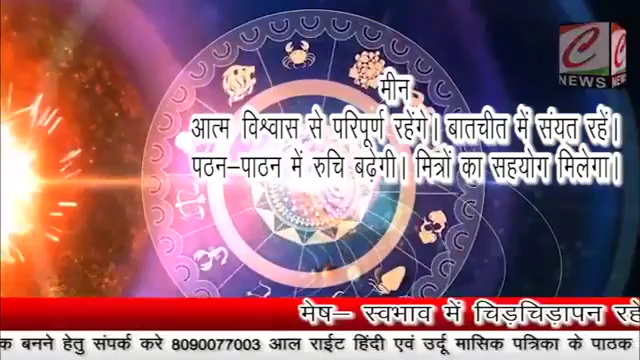 C NEWS
मीन
आत्म विश्वास से परिपूर्ण रहेंगे। बातचीत में संयत रहें।
पठन-पाठन में रुचि बढ़ेगी। मित्रों का सहयोग मिलेगा।
मेष- स्वभाव में चिड़चिड़ापन रहे
क बनने हेतु संपर्क करे 8090077003 आल राईट हिंदी एवं उर्दू मासिक पत्रिका के पाठक